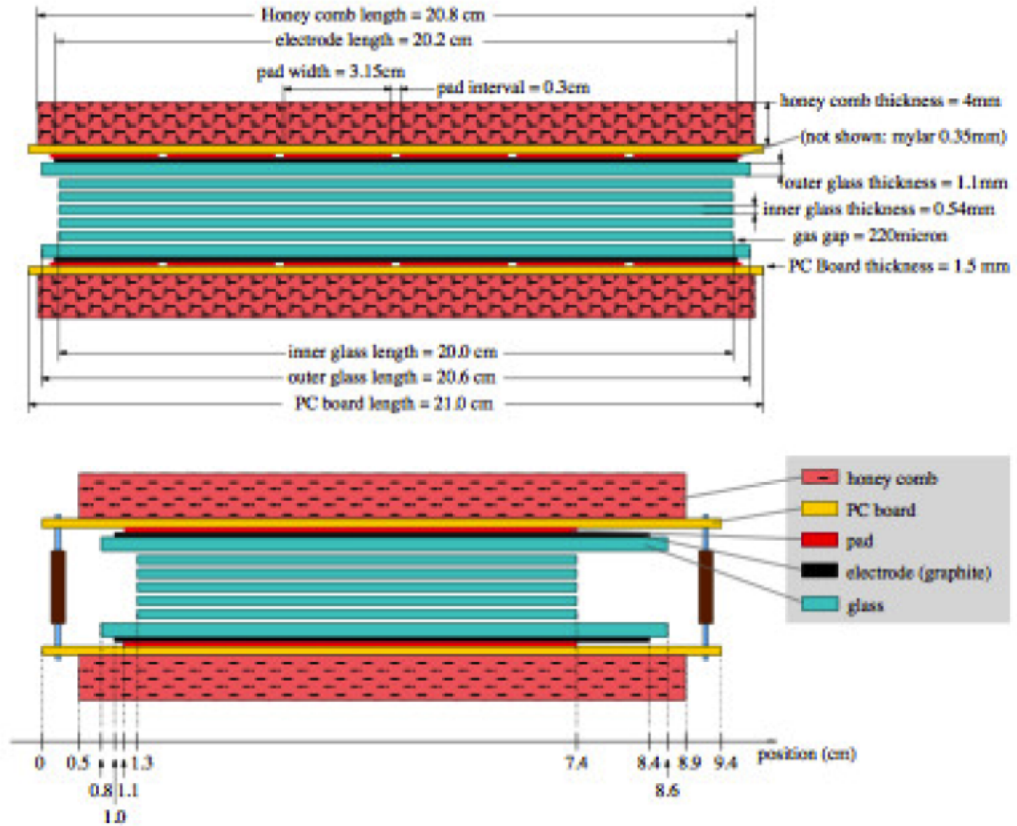 Honey comb length = 20.8 cm
electrode length = 20.2 cm
pad width = 3.15cm
pad interval = 0.3cm
honey comb thickness = 4mm
(not shown: mylar 0.35mm)
outer glass thickness = 1.1mm
inner glass thickness = 0.54mm
gas gap = 220micron
PC Board thickness = 1.5 mm
inner glass length = 20.0 cm
outer glass length = 20.6 cm
PC board length = 21.0 cm
honey comb
PC board
pad
electrode (graphite)
glass
position (cm)
0 0.5 1.3 7.4 8.4 8.9 9.4
0.8 1.1 8.6
1.0